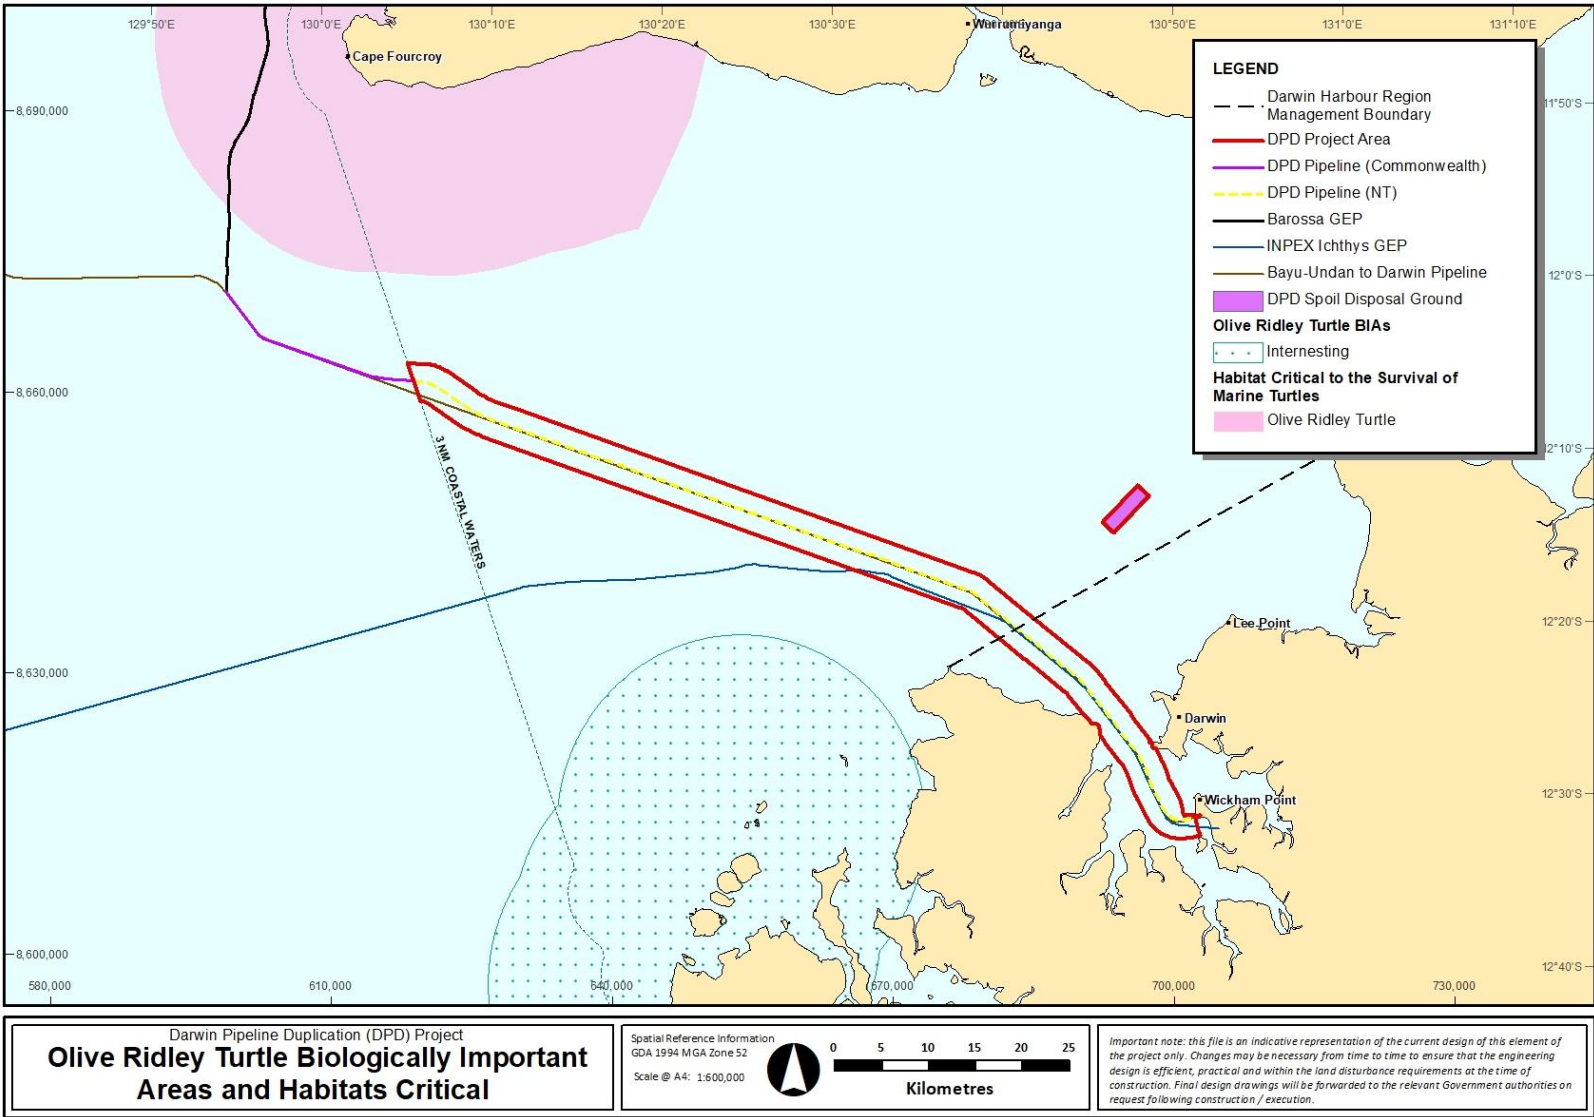 129°50'E
130°0'E
130°10'E
130°20'E
130°30'E
130°50'E
131°0'E
131°10'E
Wurrumiyanga
Cape Fourcroy
8,690,000
8,660,000
8,630,000
8,600,000
11°50'S
12°0'S
12°10'S
12°20'S
12°30'S
12°40'S
LEGEND
Darwin Harbour Region
Management Boundary
DPD Project Area
DPD Pipeline (Commonwealth)
DPD Pipeline (NT)
Barossa GEP
INPEX Ichthys GEP
Bayu-Undan to Darwin Pipeline
DPD Spoil Disposal Ground
Olive Ridley Turtle BIAs
Internesting
Habitat Critical to the Survival of
Marine Turtles
Olive Ridley Turtle
3 NM COASTAL WATERS
Lee Point
Darwin
Wickham Point
580,000
610,000
640,000
670,000
700,000
730,000
Darwin Pipeline Duplication (DPD) Project
Olive Ridley Turtle Biologically Important
Areas and Habitats Critical
Spatial Reference Information
GDA 1994 MGA Zone 52
Scale @ A4: 1:600,000
0 5 10 15 20 25
Kilometres
Important note: this file is an indicative representation of the current design of this element of
the project only. Changes may be necessary from time to time to ensure that the engineering
design is efficient, practical and within the land disturbance requirements at the time of
construction. Final design drawings will be forwarded to the relevant Government authorities on
request following construction / execution.